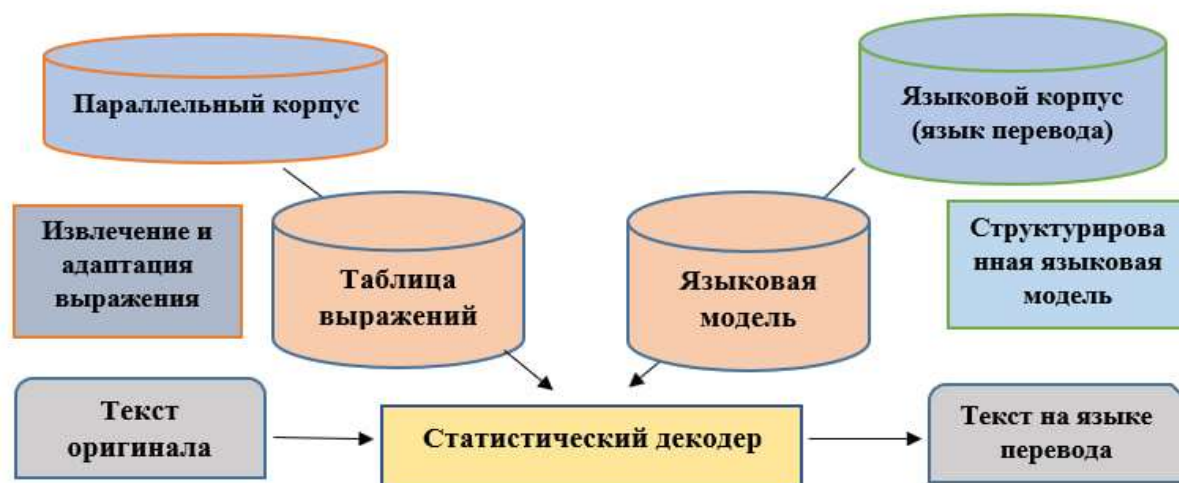 Параллельный корпус
Языковой корпус
(язык перевода)
Извлечение и
адаптация
выражения
Таблица
выражений
Языковая
модель
Структурирова
нная языковая
модель
Текст
оригинала
Статистический декодер
Текст на языке
перевода